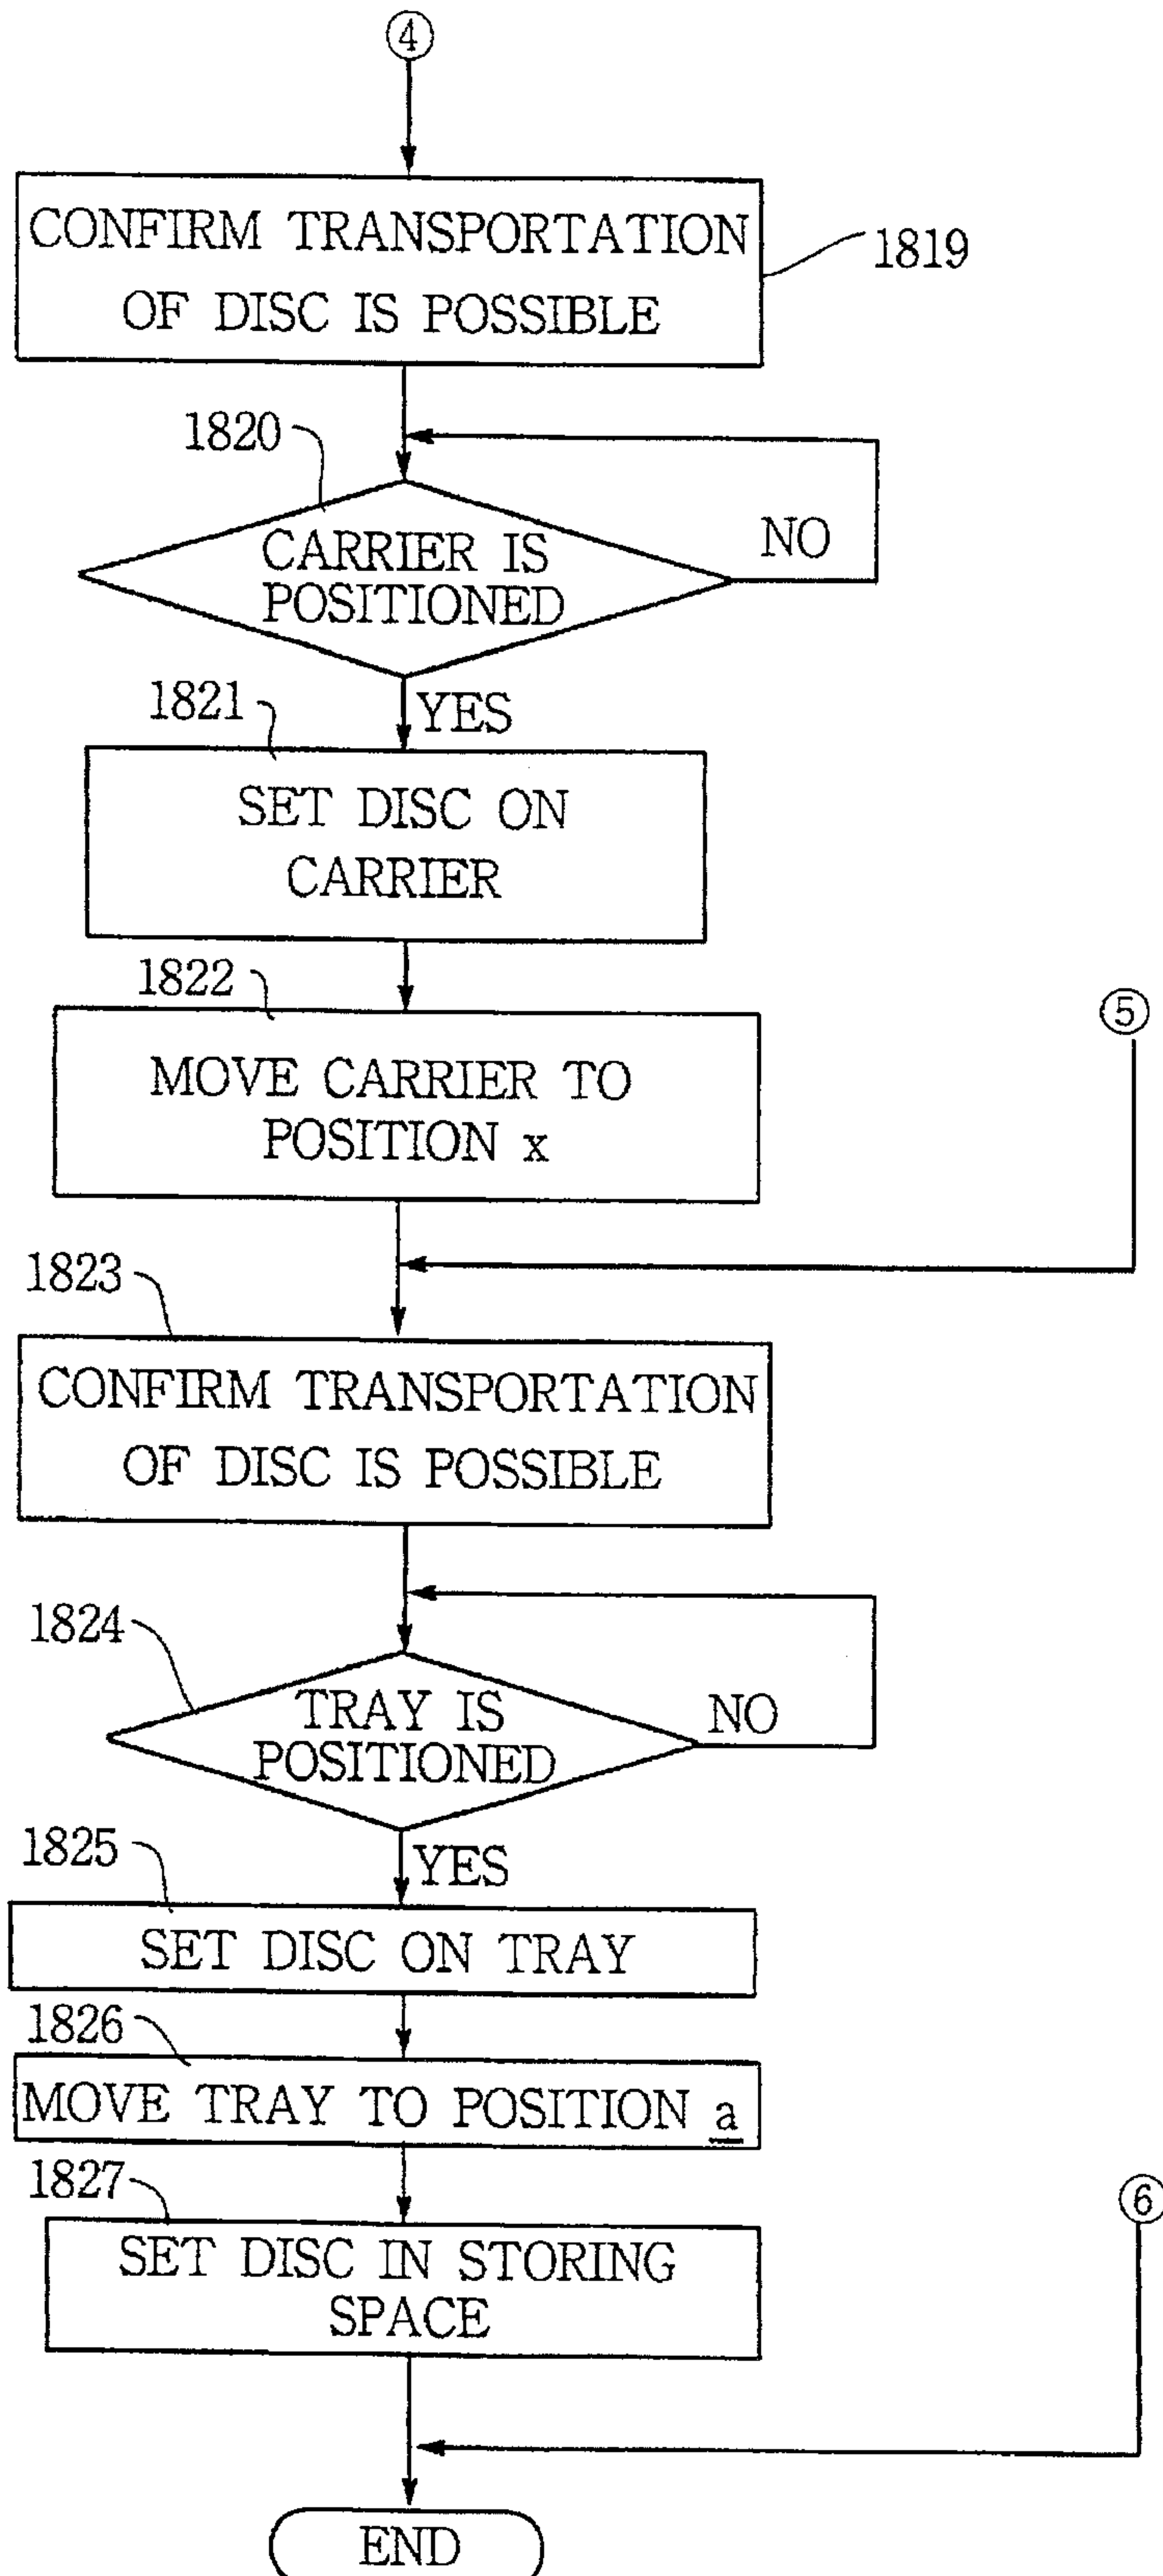 ④
CONFIRM TRANSPORTATION
OF DISC IS POSSIBLE
1819
1820
CARRIER IS
POSITIONED
NO
YES
1821
SET DISC ON
CARRIER
1822
MOVE CARRIER TO
POSITION x
⑤
1823
CONFIRM TRANSPORTATION
OF DISC IS POSSIBLE
1824
TRAY IS
POSITIONED
NO
YES
1825
SET DISC ON TRAY
1826
MOVE TRAY TO POSITION a
1827
SET DISC IN STORING
SPACE
⑥
END